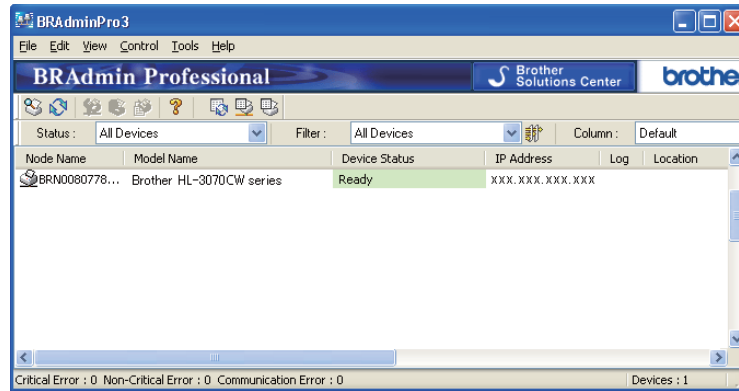 BRAdminPro3
File Edit View Control Tools Help
BRAdmin Professional Brother Solutions Center brothe
Status : All Devices Filter : All Devices Column : Default
Node Name Model Name Device Status IP Address Log Location
BRN0080778... Brother HL-3070CW series Ready XXX.XXX.XXX.XXX
Critical Error : 0 Non-Critical Error : 0 Communication Error : 0 Devices : 1